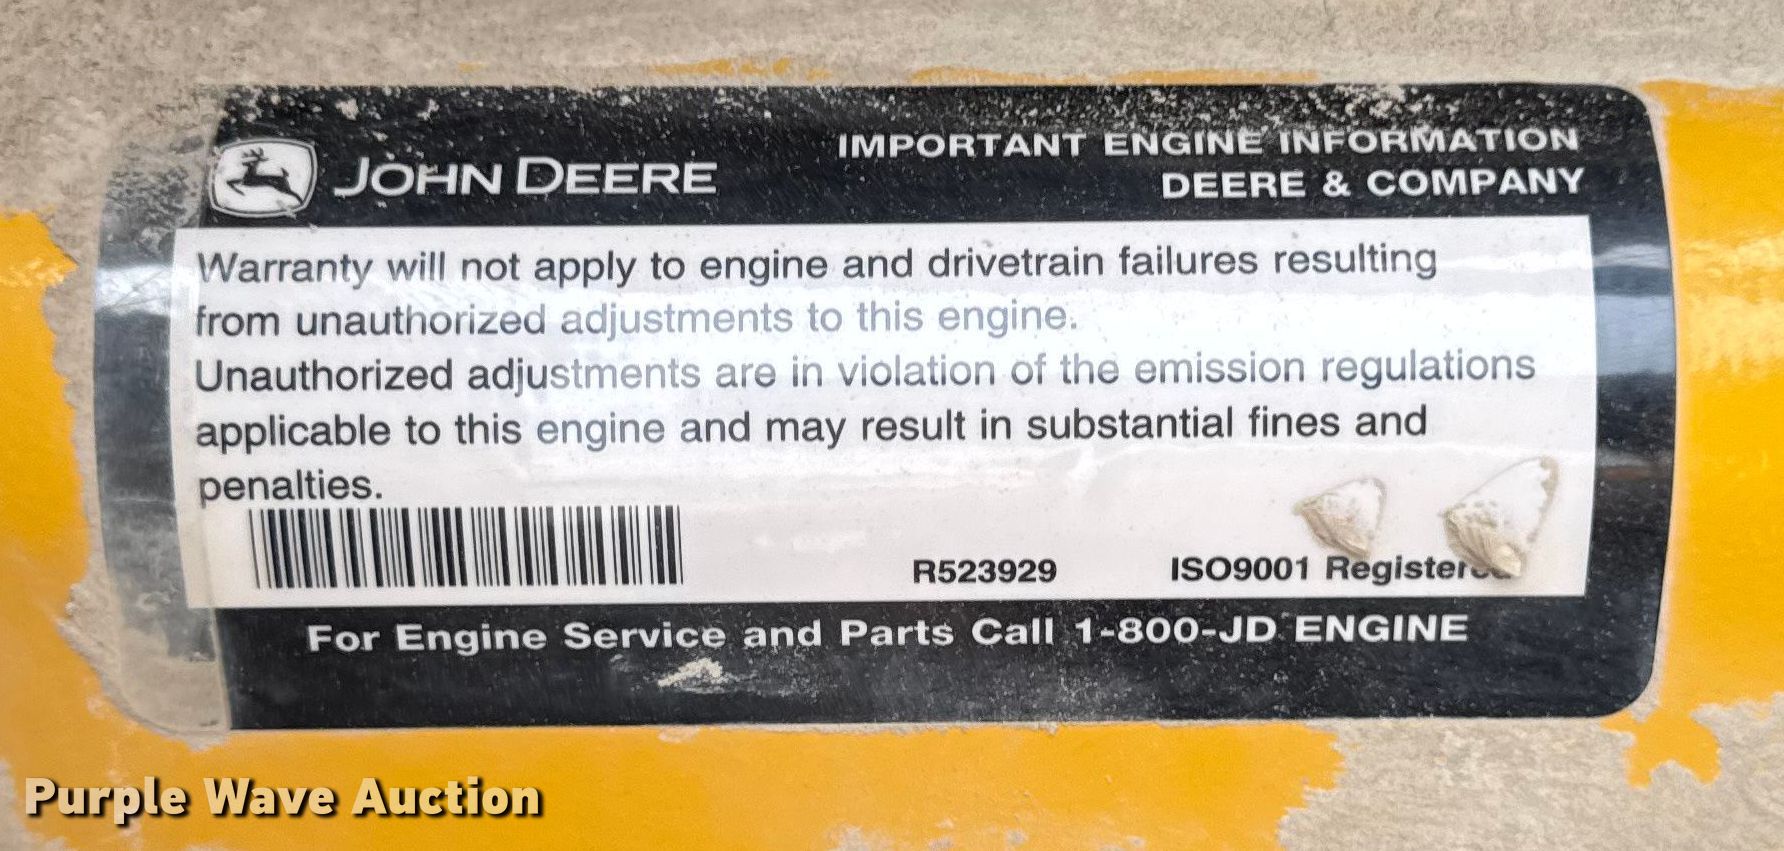 JOHN DEERE
IMPORTANT ENGINE INFORMATION
DEERE & COMPANY
Warranty will not apply to engine and drivetrain failures resulting
from unauthorized adjustments to this engine.
Unauthorized adjustments are in violation of the emission regulations
applicable to this engine and may result in substantial fines and
penalties.
R523929 ISO9001 Registered
For Engine Service and Parts Call 1-800-JD ENGINE
Purple Wave Auction